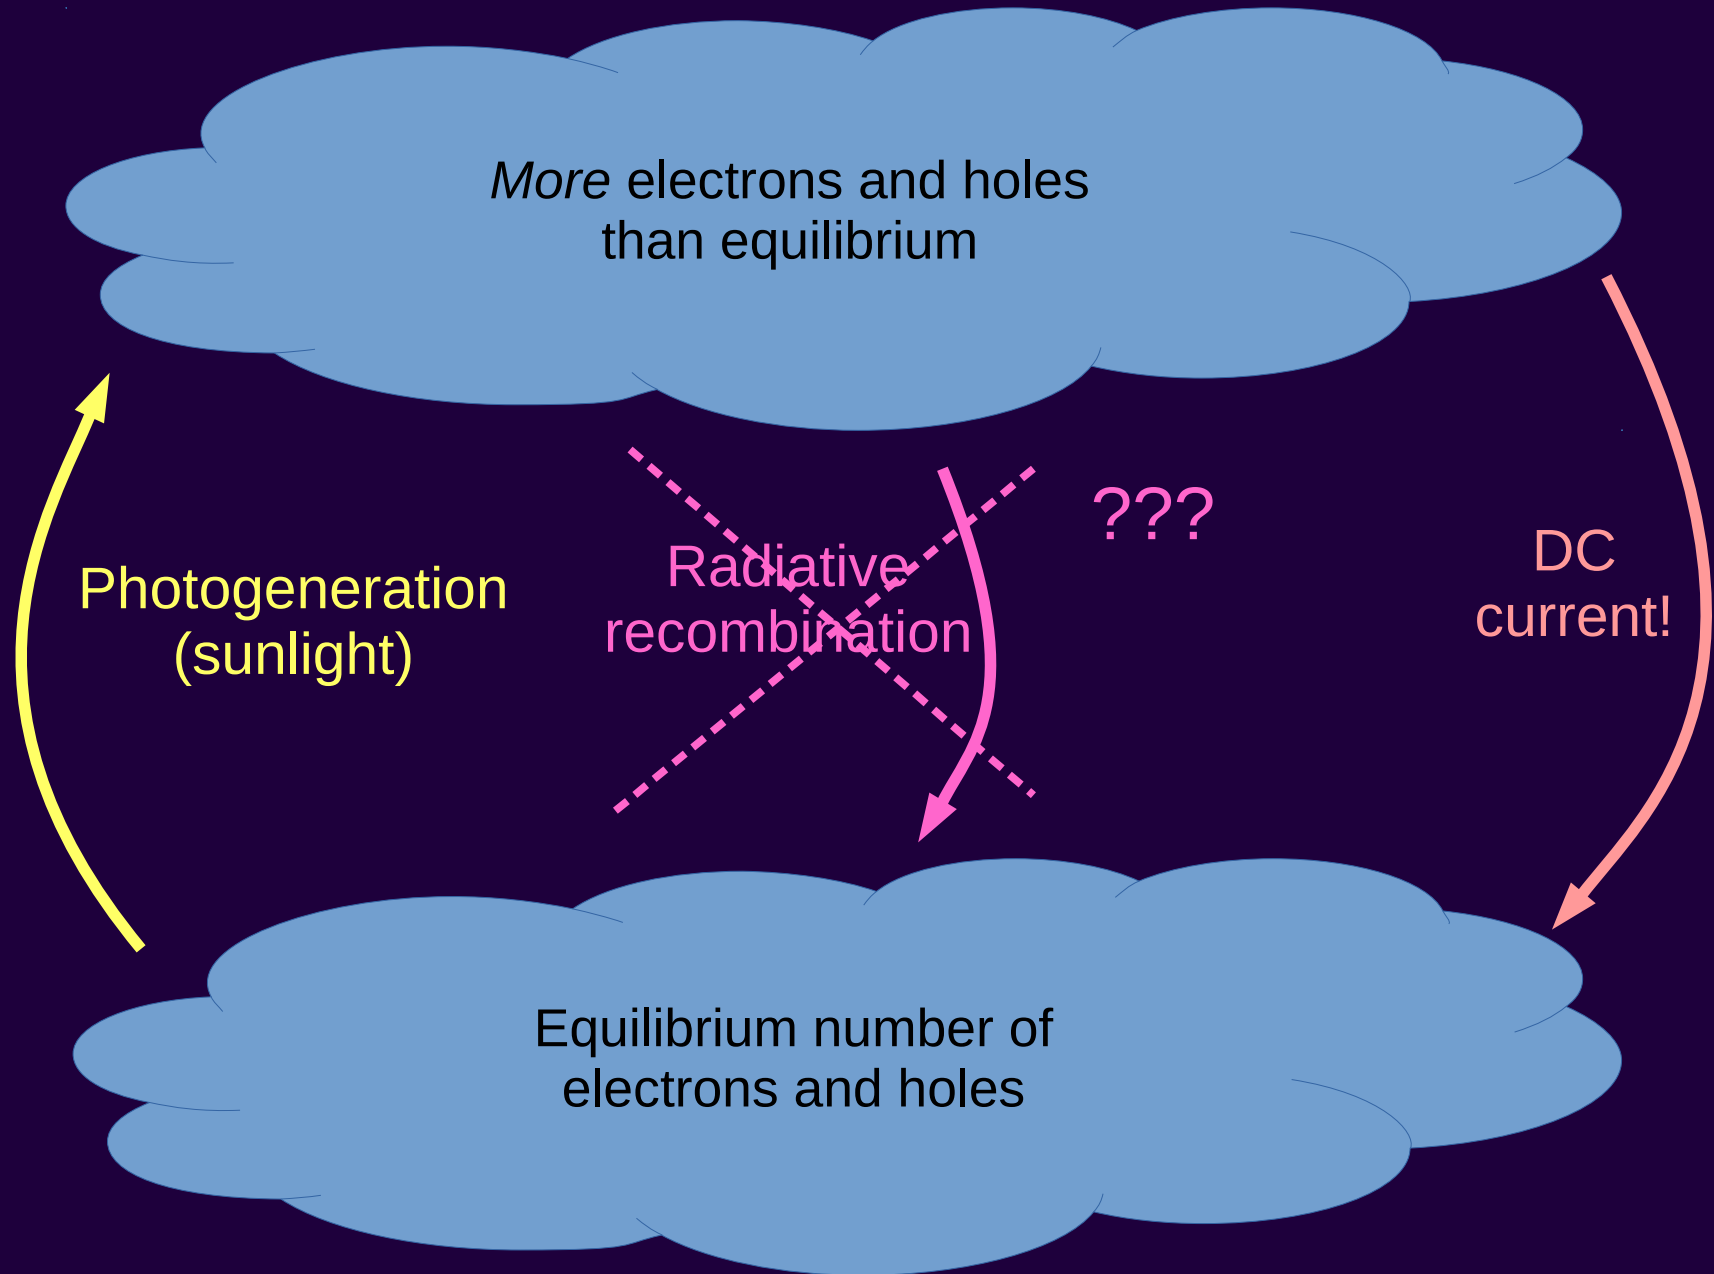 More electrons and holes
than equilibrium
???
Radiative
recombination
DC
current!
Photogeneration
(sunlight)
Equilibrium number of
electrons and holes